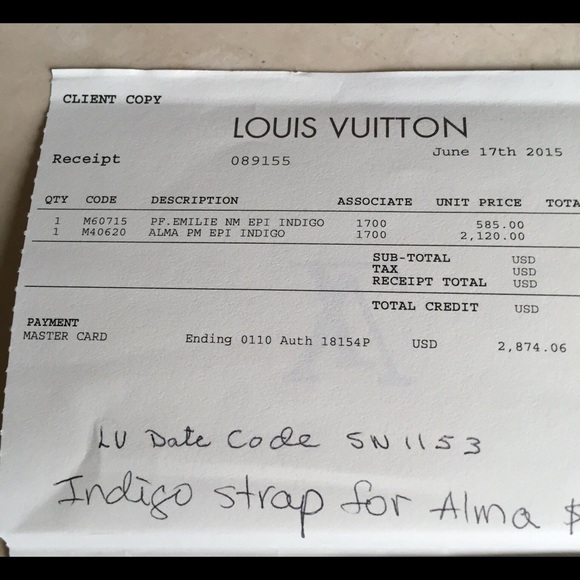 CLIENT COPY
LOUIS VUITTON
Receipt 089155 June 17th 2015
QTY CODE DESCRIPTION ASSOCIATE UNIT PRICE TOTA
1 M60715 PF.EMILIE NM EPI INDIGO 1700 585.00
1 M40620 ALMA PM EPI INDIGO 1700 2,120.00
SUB-TOTAL USD
TAX USD
RECEIPT TOTAL USD
TOTAL CREDIT USD
PAYMENT
MASTER CARD Ending 0110 Auth 18154P USD 2,874.06
LU Date Code SN1153
Indigo strap for Alma $